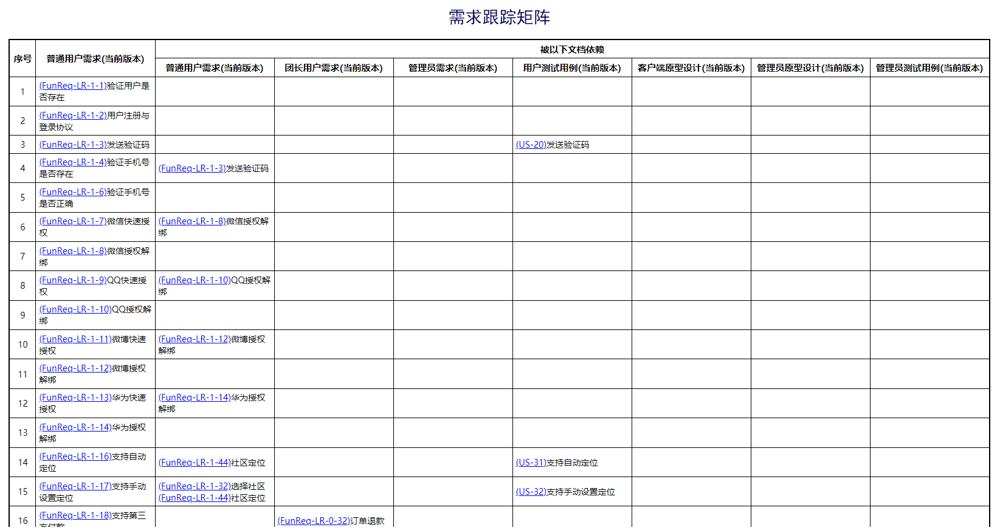 需求跟踪矩阵
序号 普通用户需求(当前版本) 被以下文档依赖
普通用户需求(当前版本) 团长用户需求(当前版本) 管理员需求(当前版本) 用户测试用例(当前版本) 客户端原型设计(当前版本) 管理员原型设计(当前版本) 管理员测试用例(当前版本)
1 (FunReq-LR-1-1)验证用户是
否存在
2 (FunReq-LR-1-2)用户注册与
登录协议
3 (FunReq-LR-1-3)发送验证码 (US-20)发送验证码
4 (FunReq-LR-1-4)验证手机号
是否存在 (FunReq-LR-1-3)发送验证码
5 (FunReq-LR-1-6)验证手机号
是否正确
6 (FunReq-LR-1-7)微信快速授
权 (FunReq-LR-1-8)微信授权解
绑
7 (FunReq-LR-1-8)微信授权解
绑
8 (FunReq-LR-1-9)QQ快速授
权 (FunReq-LR-1-10)QQ授权解
绑
9 (FunReq-LR-1-10)QQ授权解
绑
10 (FunReq-LR-1-11)微博快速
授权 (FunReq-LR-1-12)微博授权
解绑
11 (FunReq-LR-1-12)微博授权
解绑
12 (FunReq-LR-1-13)华为快速
授权 (FunReq-LR-1-14)华为授权
解绑
13 (FunReq-LR-1-14)华为授权
解绑
14 (FunReq-LR-1-16)支持自动
定位 (FunReq-LR-1-44)社区定位 (US-31)支持自动定位
15 (FunReq-LR-1-17)支持手动
设置定位 (FunReq-LR-1-32)选择社区
(FunReq-LR-1-44)社区定位 (US-32)支持手动设置定位
16 (FunReq-LR-1-18)支持第三
方付款 (FunReq-LR-0-32)订单退款